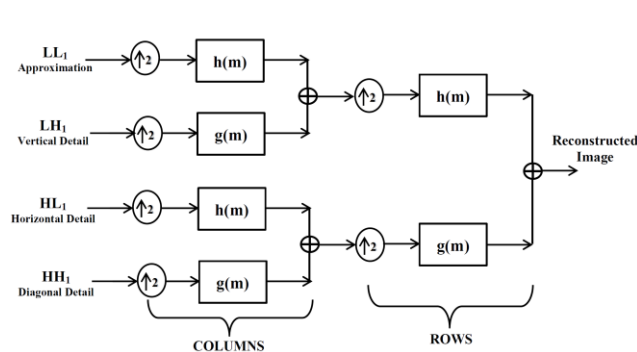 LL₁
Approximation
↑2
h(m)
LH₁
Vertical Detail
↑2
g(m)
↑2
h(m)
Reconstructed
Image
HL₁
Horizontal Detail
↑2
h(m)
HH₁
Diagonal Detail
↑2
g(m)
↑2
g(m)
COLUMNS
ROWS